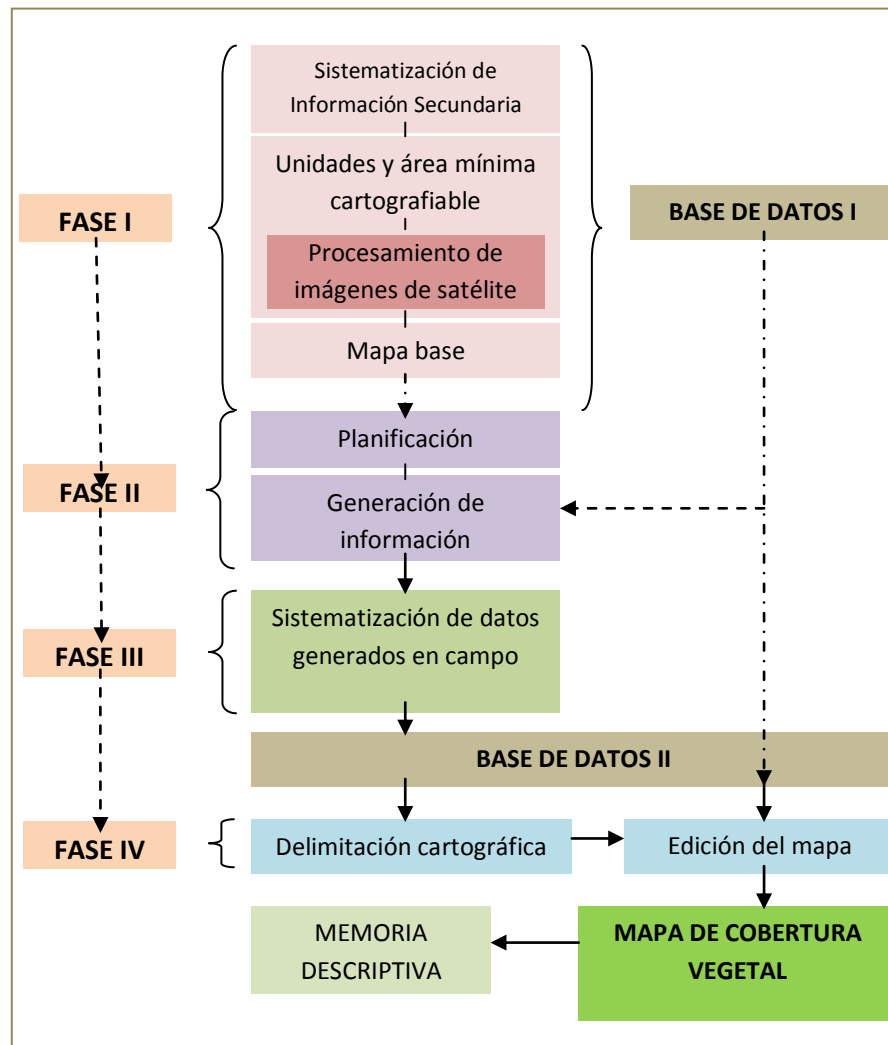 Sistematización de
Información Secundaria
Unidades y área mínima
cartografiable
FASE I
BASE DE DATOS I
Procesamiento de
imágenes de satélite
Mapa base
Planificación
FASE II
Generación de
información
Sistematización de datos
generados en campo
FASE III
BASE DE DATOS II
FASE IV
Delimitación cartográfica
Edición del mapa
MEMORIA
DESCRIPTIVA
MAPA DE COBERTURA
VEGETAL